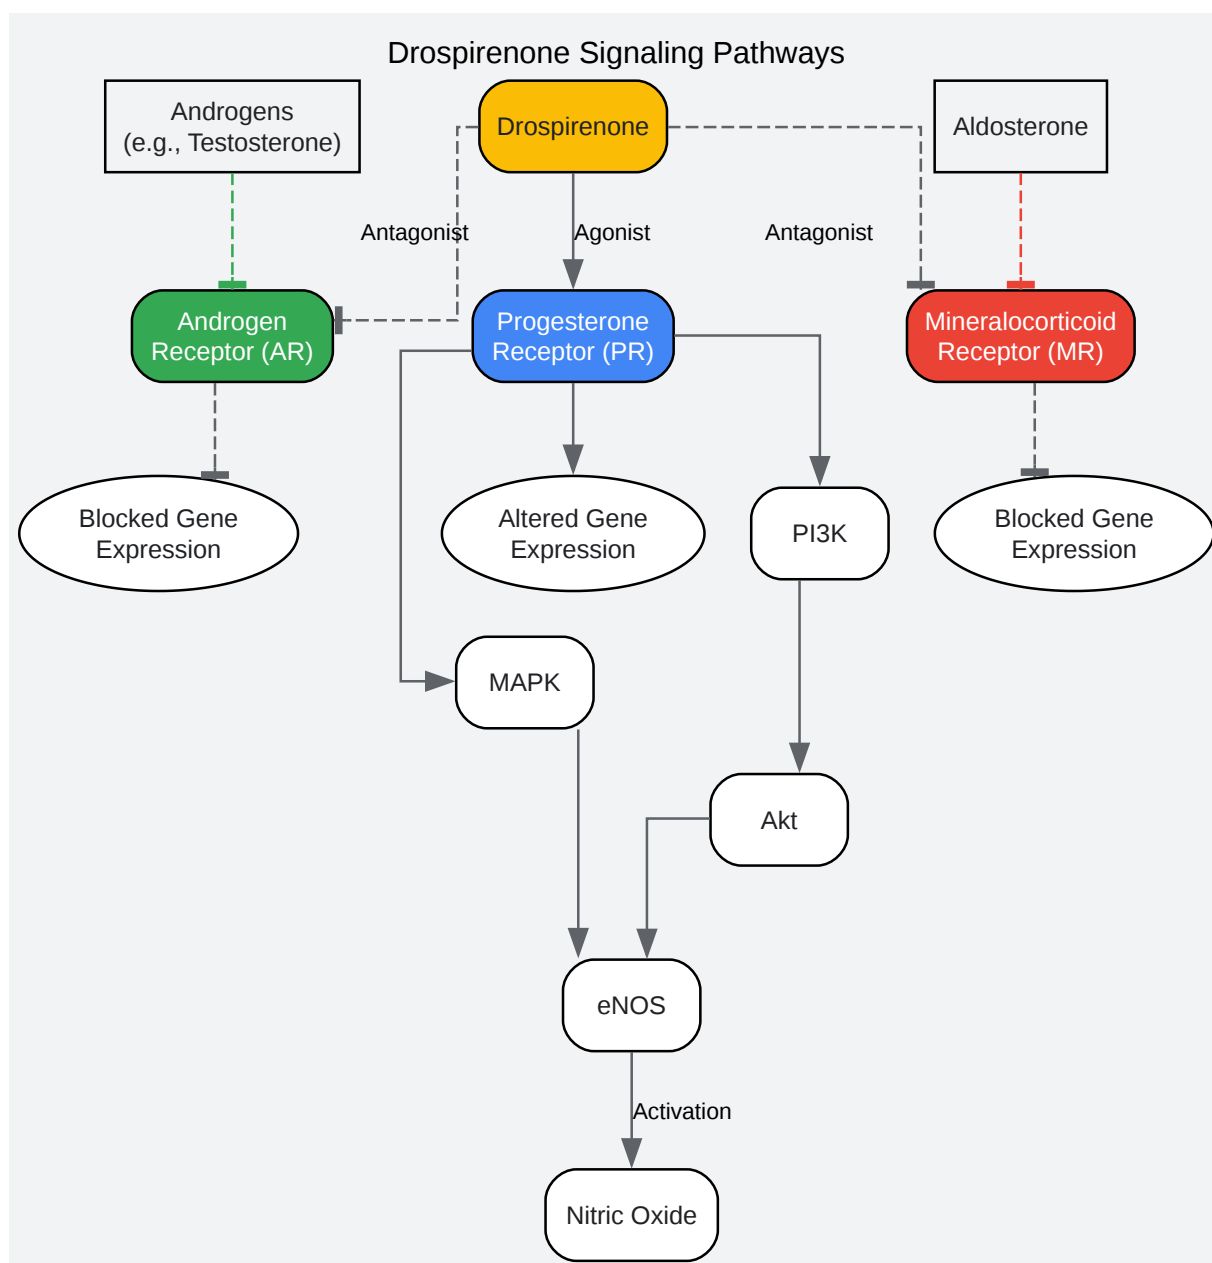 Drospirenone Signaling Pathways
Androgens
(e.g., Testosterone)
Drospirenone
Aldosterone
Antagonist
Agonist
Antagonist
Androgen
Receptor (AR)
Progesterone
Receptor (PR)
Mineralocorticoid
Receptor (MR)
Blocked Gene
Expression
Altered Gene
Expression
PI3K
Blocked Gene
Expression
MAPK
Akt
eNOS
Activation
Nitric Oxide